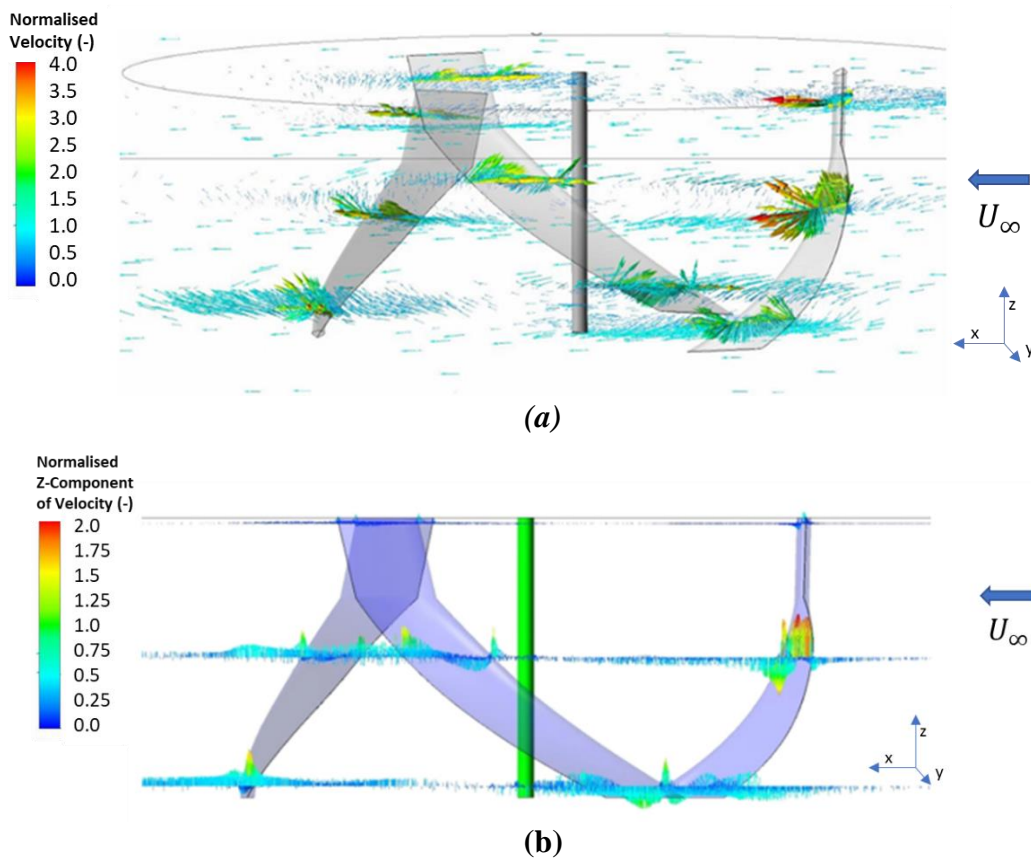 Normalised
Velocity (-)
4.0
3.5
3.0
2.5
2.0
1.5
1.0
0.5
0.0
U∞
z
x
y
(a)
Normalised
Z-Component
of Velocity (-)
2.0
1.75
1.5
1.25
1.0
0.75
0.50
0.25
0.0
U∞
z
x
y
(b)